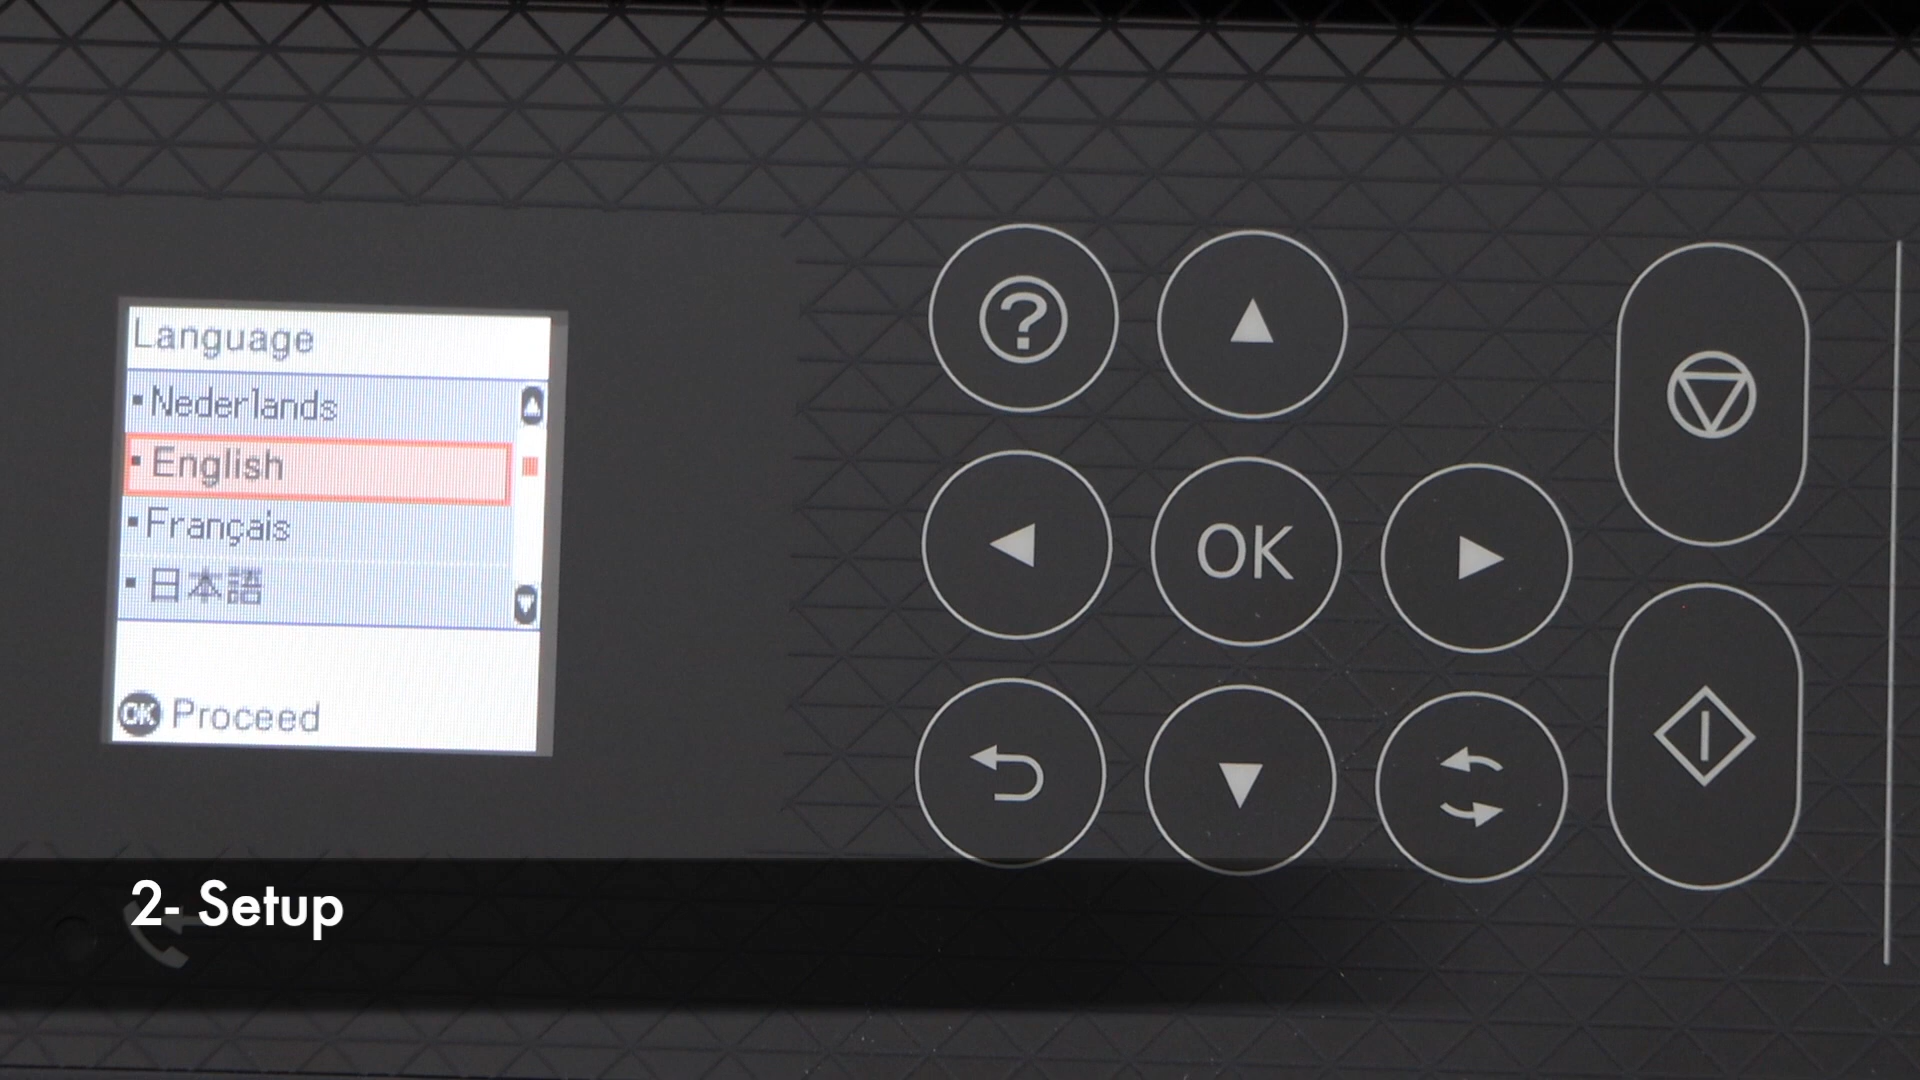 Language
Nederlands
English
Français
日本語
OK Proceed
?
OK
2- Setup